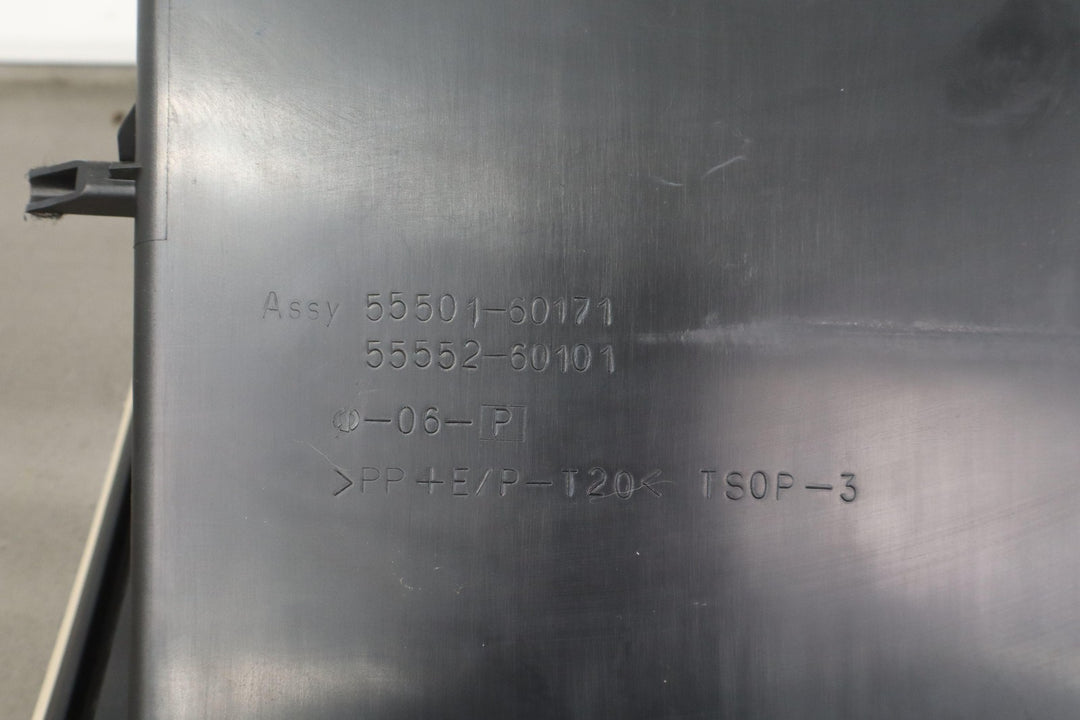 Assy 55501-60171
55552-60101
-06-P
>PP+E/P-T20< TSOP-3